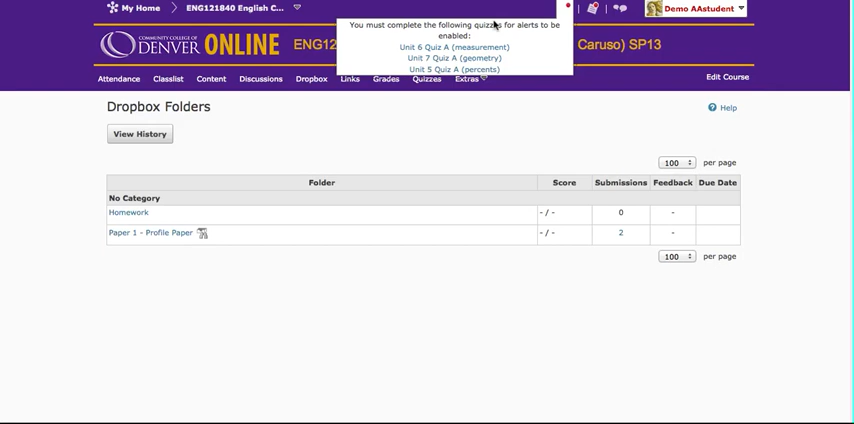 My Home
ENG121840 English C...
Demo AAstudent
You must complete the following quizzes for alerts to be
enabled:
Unit 6 Quiz A (measurement)
Unit 7 Quiz A (geometry)
Unit 5 Quiz A (percents)
COMMUNITY COLLEGE OF
DENVER ONLINE
ENG12
Caruso) SP13
Attendance
Classlist
Content
Discussions
Dropbox
Links
Grades
Quizzes
Extras
Edit Course
Dropbox Folders
Help
View History
100 per page
Folder Score Submissions Feedback Due Date
No Category
Homework - / - 0 -
Paper 1 - Profile Paper - / - 2 -
100 per page